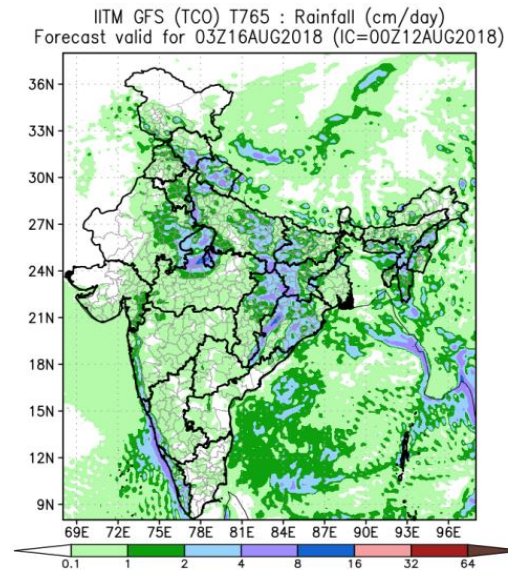 IITM GFS (TCO) T765 : Rainfall (cm/day)
Forecast valid for 03Z16AUG2018 (IC=00Z12AUG2018)
36N
33N
30N
27N
24N
21N
18N
15N
12N
9N
69E 72E 75E 78E 81E 84E 87E 90E 93E 96E
0.1 1 2 4 8 16 32 64